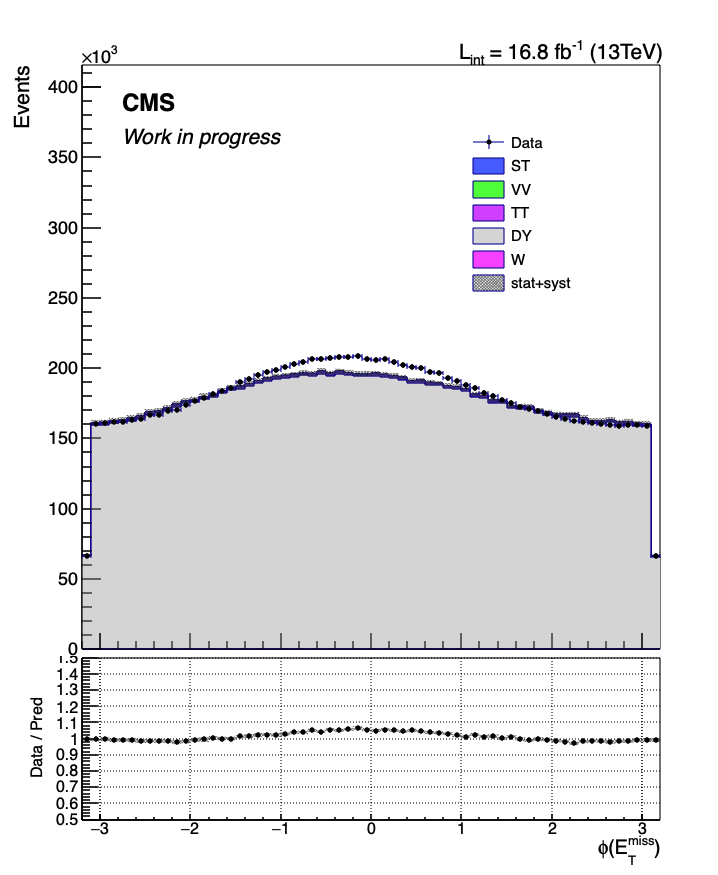 ×10³
L_int = 16.8 fb⁻¹ (13TeV)
Events
CMS
Work in progress
Data
ST
VV
TT
DY
W
stat+syst
400
350
300
250
200
150
100
50
0
Data / Pred
1.5
1.4
1.3
1.2
1.1
1
0.9
0.8
0.7
0.6
0.5
−3 −2 −1 0 1 2 3
ϕ(E_T^miss)